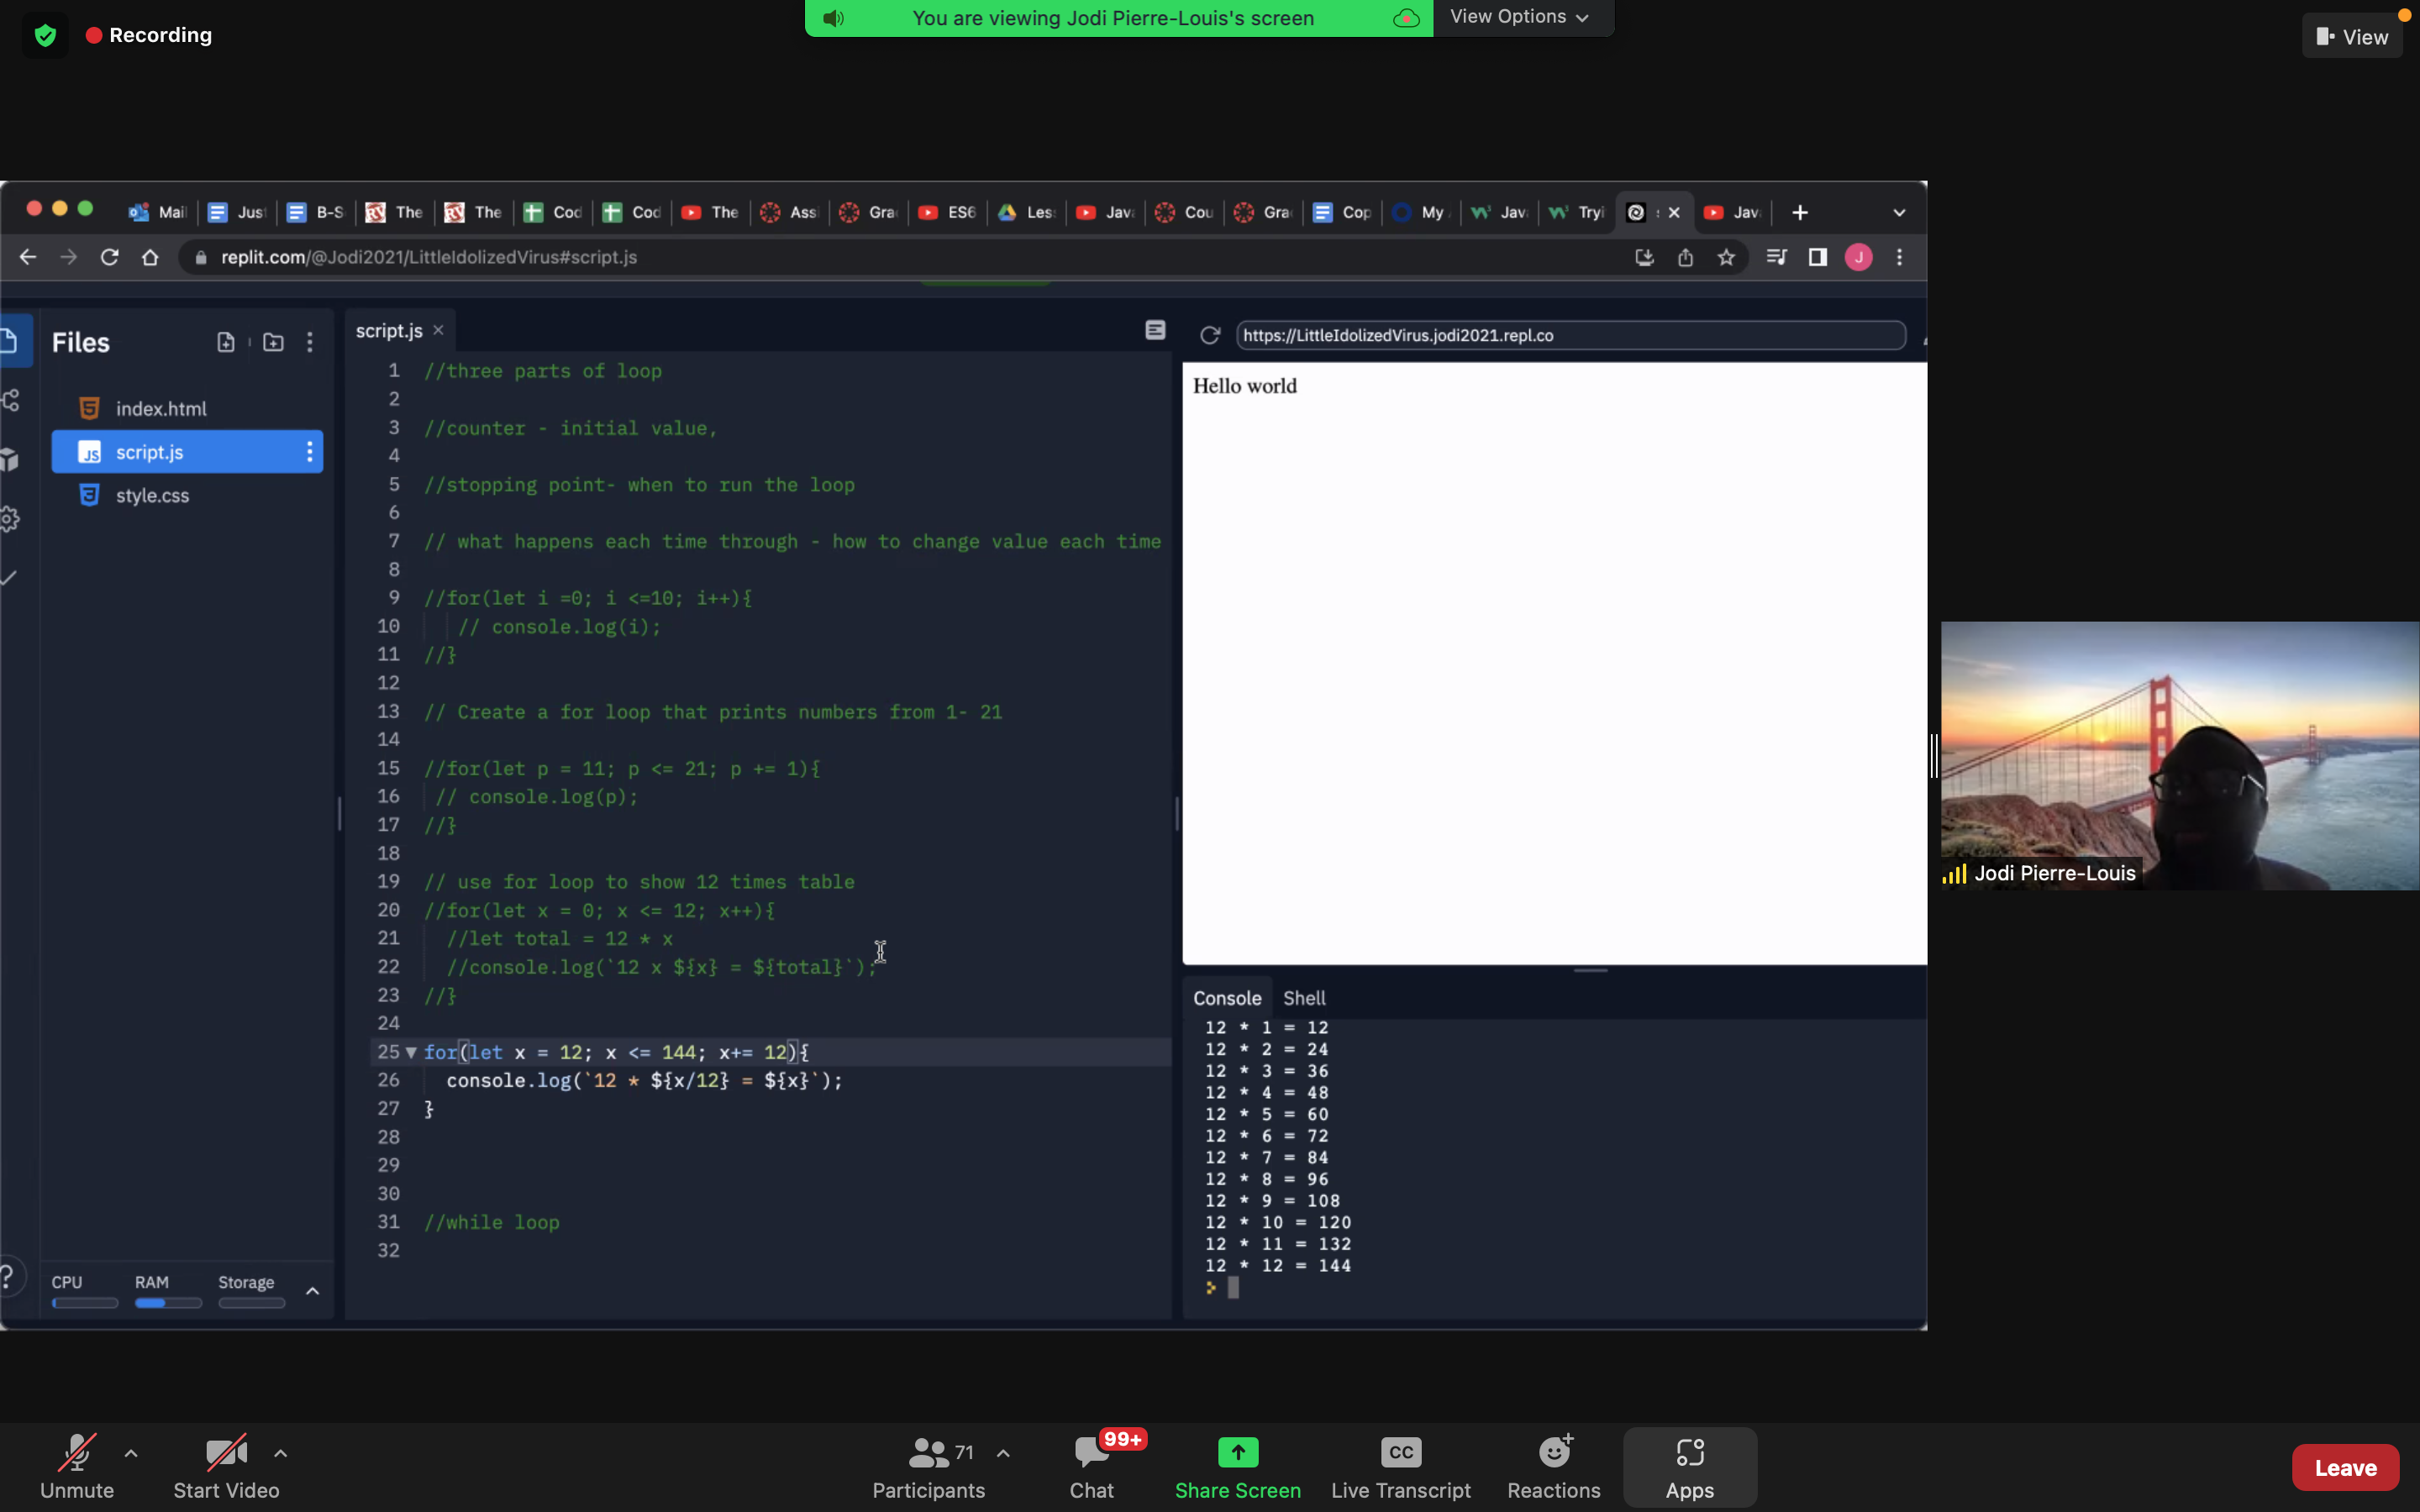 Recording
You are viewing Jodi Pierre-Louis's screen
View Options
View
Mai
Jus
B-S
The
The
Cod
Cod
The
Ass
Gra
ES6
Les
Jav
Cou
Gra
Cop
My
Jav
Tryi
Jav
replit.com/@Jodi2021/LittleIdolizedVirus#script.js
J
Files
index.html
script.js
style.css
CPU RAM Storage
script.js
1 //three parts of loop
2
3 //counter - initial value,
4
5 //stopping point- when to run the loop
6
7 // what happens each time through - how to change value each time
8
9 //for(let i =0; i <=10; i++){
10 // console.log(i);
11 //}
12
13 // Create a for loop that prints numbers from 1- 21
14
15 //for(let p = 11; p <= 21; p += 1){
16 // console.log(p);
17 //}
18
19 // use for loop to show 12 times table
20 //for(let x = 0; x <= 12; x++){
21 //let total = 12 * x
22 //console.log(`12 x ${x} = ${total}`);
23 //}
24
25 for(let x = 12; x <= 144; x+= 12){
26 console.log(`12 * ${x/12} = ${x}`);
27 }
28
29
30
31 //while loop
32
https://LittleIdolizedVirus.jodi2021.repl.co
Hello world
Console Shell
12 * 1 = 12
12 * 2 = 24
12 * 3 = 36
12 * 4 = 48
12 * 5 = 60
12 * 6 = 72
12 * 7 = 84
12 * 8 = 96
12 * 9 = 108
12 * 10 = 120
12 * 11 = 132
12 * 12 = 144
Jodi Pierre-Louis
Unmute
Start Video
71
Participants
99+
Chat
Share Screen
CC
Live Transcript
Reactions
Apps
Leave